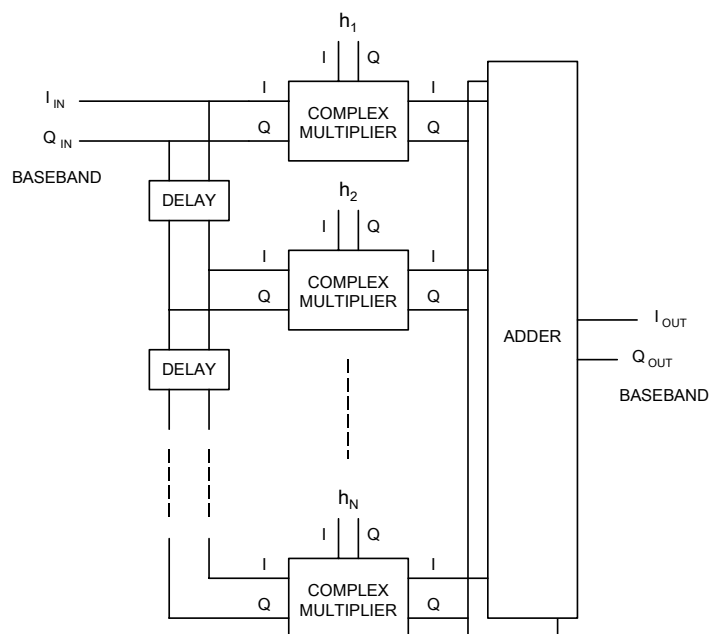 h1
I Q
I I
I IN
COMPLEX
MULTIPLIER
Q IN
Q Q
BASEBAND
DELAY
h2
I Q
I I
COMPLEX
MULTIPLIER
Q Q
I OUT
ADDER
Q OUT
DELAY
BASEBAND
hN
I Q
I I
COMPLEX
MULTIPLIER
Q Q